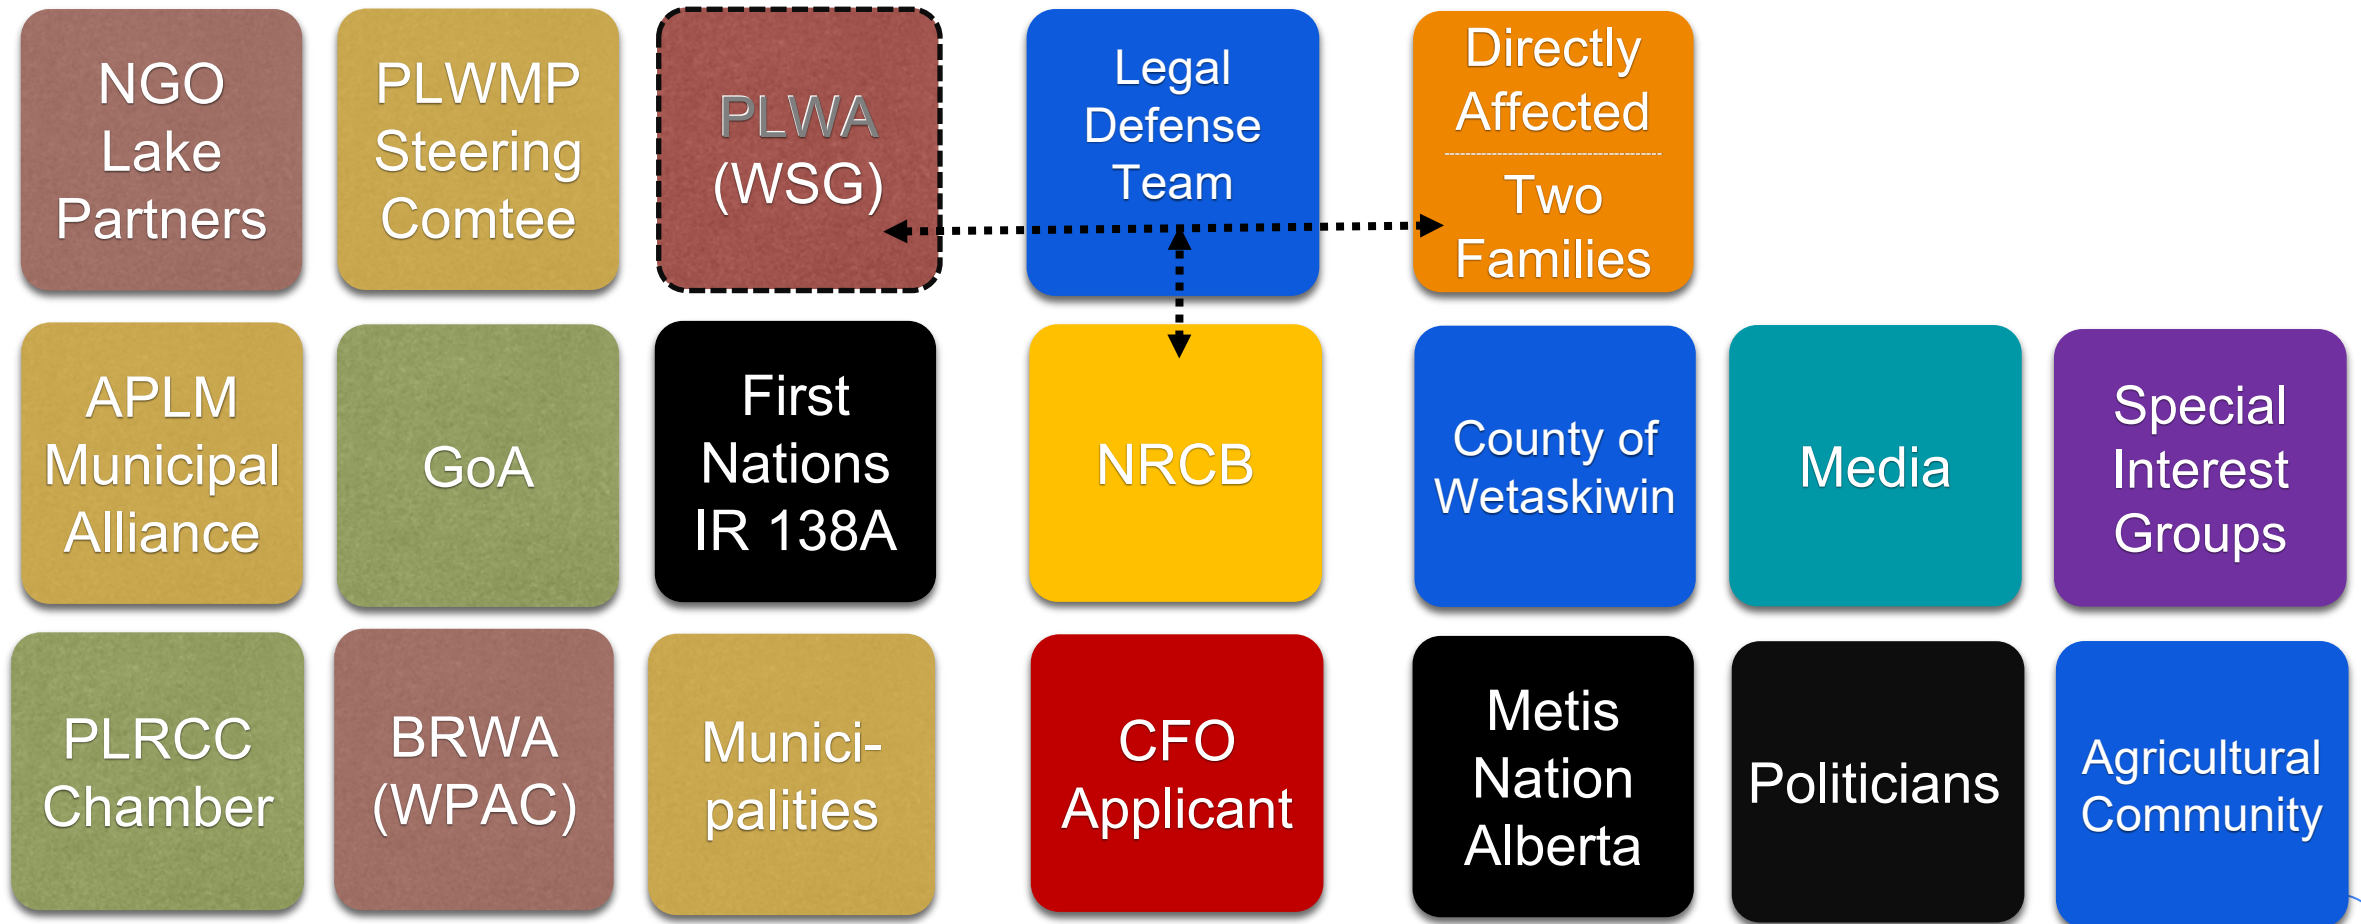 NGO
Lake
Partners
PLWMP
Steering
Comtee
PLWA
(WSG)
Legal
Defense
Team
Directly
Affected
Two
Families
APLM
Municipal
Alliance
GoA
First
Nations
IR 138A
NRCB
County of
Wetaskiwin
Media
Special
Interest
Groups
PLRCC
Chamber
BRWA
(WPAC)
Munici-
palities
CFO
Applicant
Metis
Nation
Alberta
Politicians
Agricultural
Community